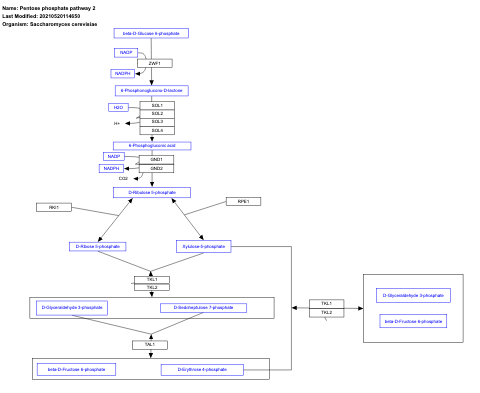 Name: Pentose phosphate pathway 2
Last Modified: 20210520114650
Organism: Saccharomyces cerevisiae
beta-D-Glucose 6-phosphate
NADP
ZWF1
NADPH
6-Phosphoglucono-D-lactone
SOL1
H2O
SOL2
SOL3
H+
SOL4
6-Phosphogluconic acid
NADP
GND1
NADPH
GND2
CO2
D-Ribulose 5-phosphate
RKI1
RPE1
D-Ribose 5-phosphate
Xylulose-5-phosphate
TKL1
TKL2
D-Glyceraldehyde 3-phosphate
D-Sedoheptulose 7-phosphate
TKL1
TKL2
D-Glyceraldehyde 3-phosphate
beta-D-Fructose 6-phosphate
TAL1
beta-D-Fructose 6-phosphate
D-Erythrose 4-phosphate